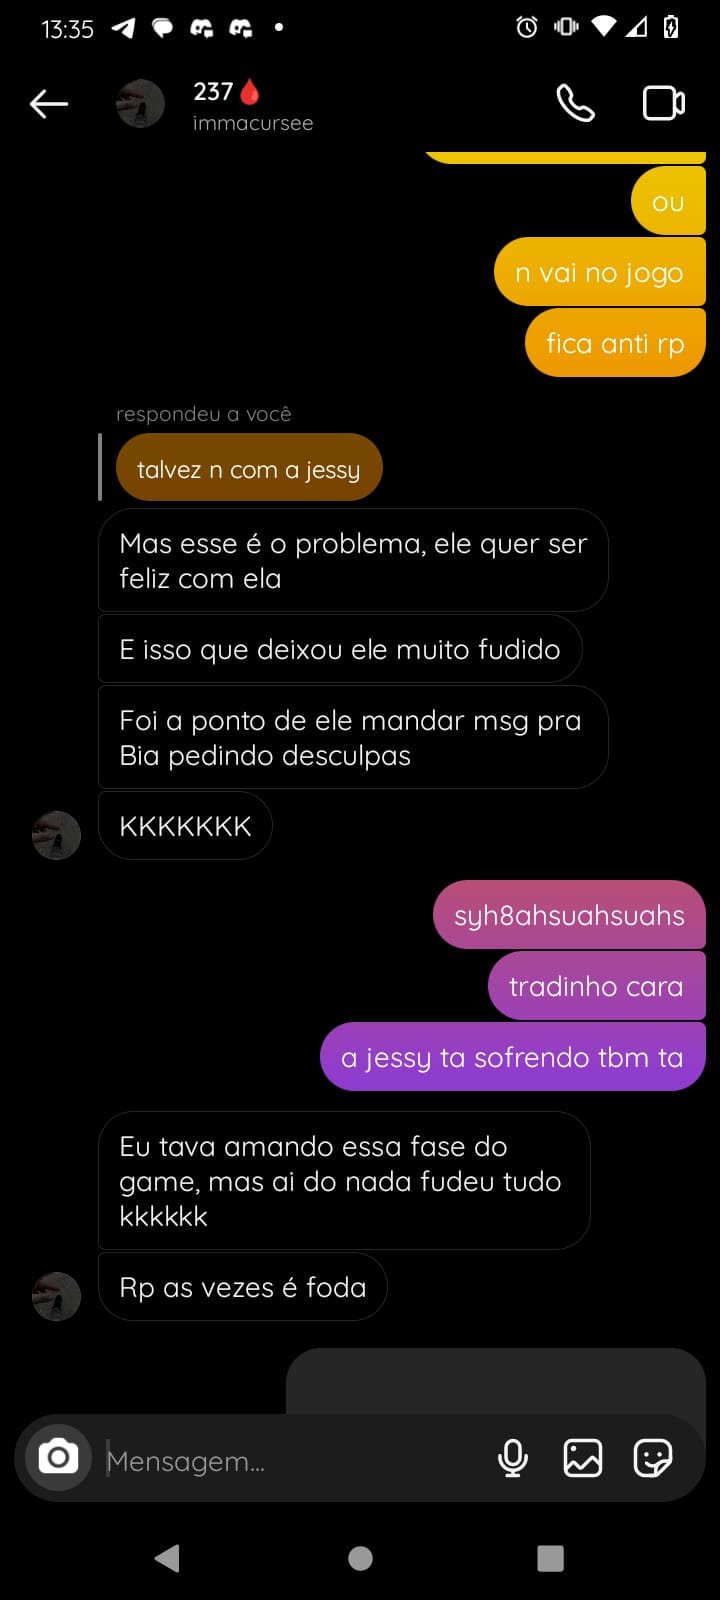 13:35
237🩸
immacursee
ou
n vai no jogo
fica anti rp
respondeu a você
talvez n com a jessy
Mas esse é o problema, ele quer ser
feliz com ela
E isso que deixou ele muito fudido
Foi a ponto de ele mandar msg pra
Bia pedindo desculpas
KKKKKKK
syh8ahsuahsuahs
tradinho cara
a jessy ta sofrendo tbm ta
Eu tava amando essa fase do
game, mas ai do nada fudeu tudo
kkkkkk
Rp as vezes é foda
Mensagem...